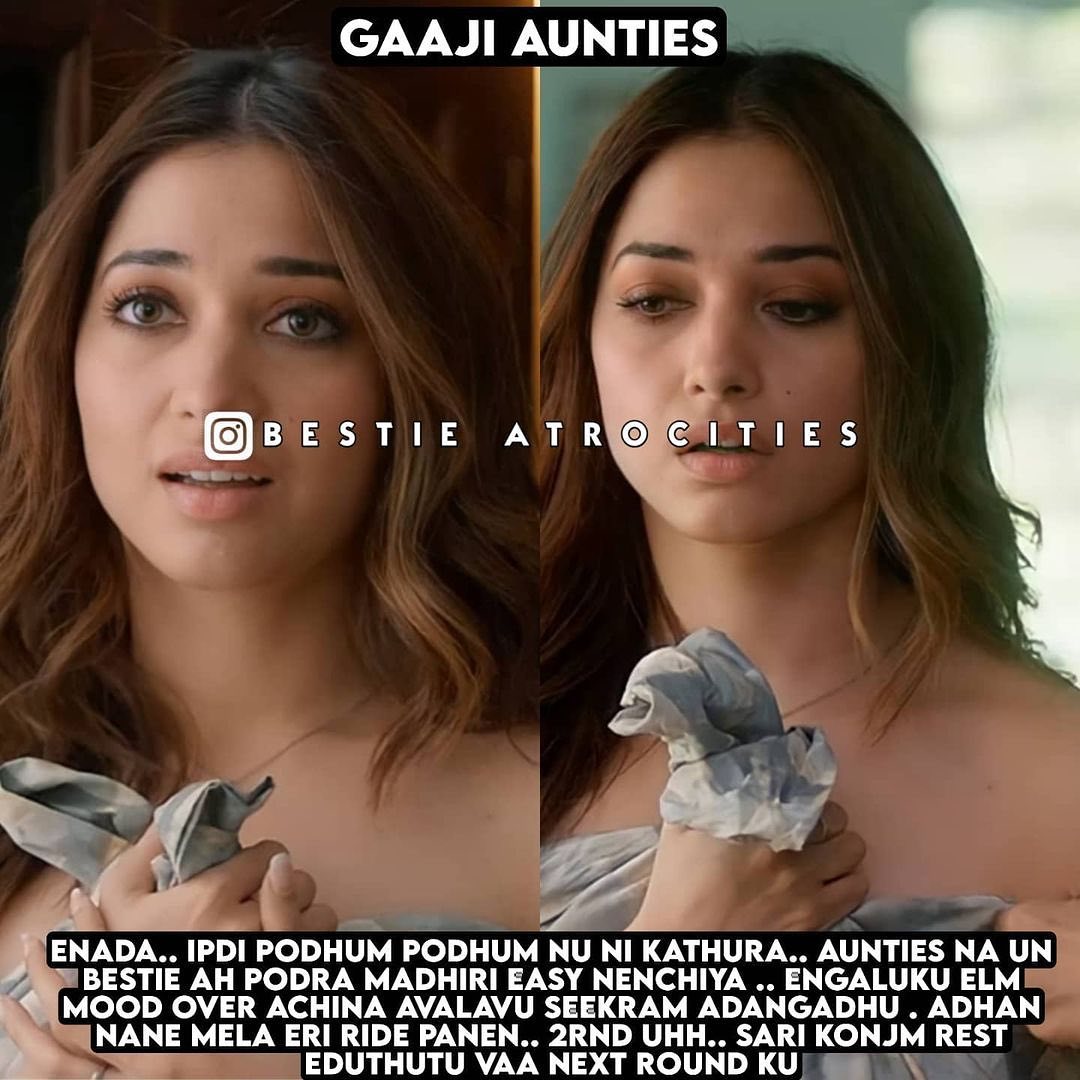 GAAJI AUNTIES
BESTIE ATROCITIES
ENADA.. IPDI PODHUM PODHUM NU NI KATHURA.. AUNTIES NA UN
BESTIE AH PODRA MADHIRI EASY NENCHIYA .. ENGALUKU ELM
MOOD OVER ACHINA AVALAVU SEEKRAM ADANGADHU . ADHAN
NANE MELA ERI RIDE PANEN.. 2RND UHH.. SARI KONJM REST
EDUTHUTU VAA NEXT ROUND KU